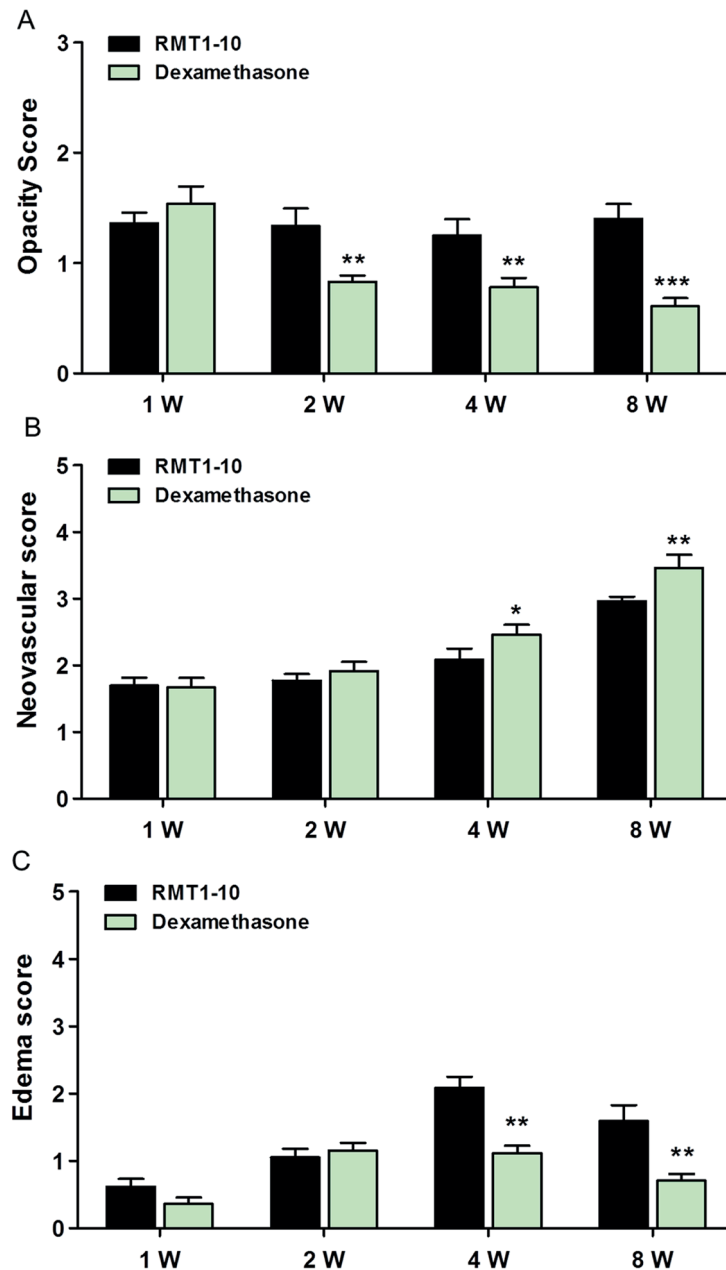 A
RMT1-10
Dexamethasone
Opacity Score
3
2
1
0
**
**
***
1 W 2 W 4 W 8 W
B
RMT1-10
Dexamethasone
Neovascular score
5
4
3
2
1
0
*
**
1 W 2 W 4 W 8 W
C
RMT1-10
Dexamethasone
Edema score
5
4
3
2
1
0
**
**
1 W 2 W 4 W 8 W